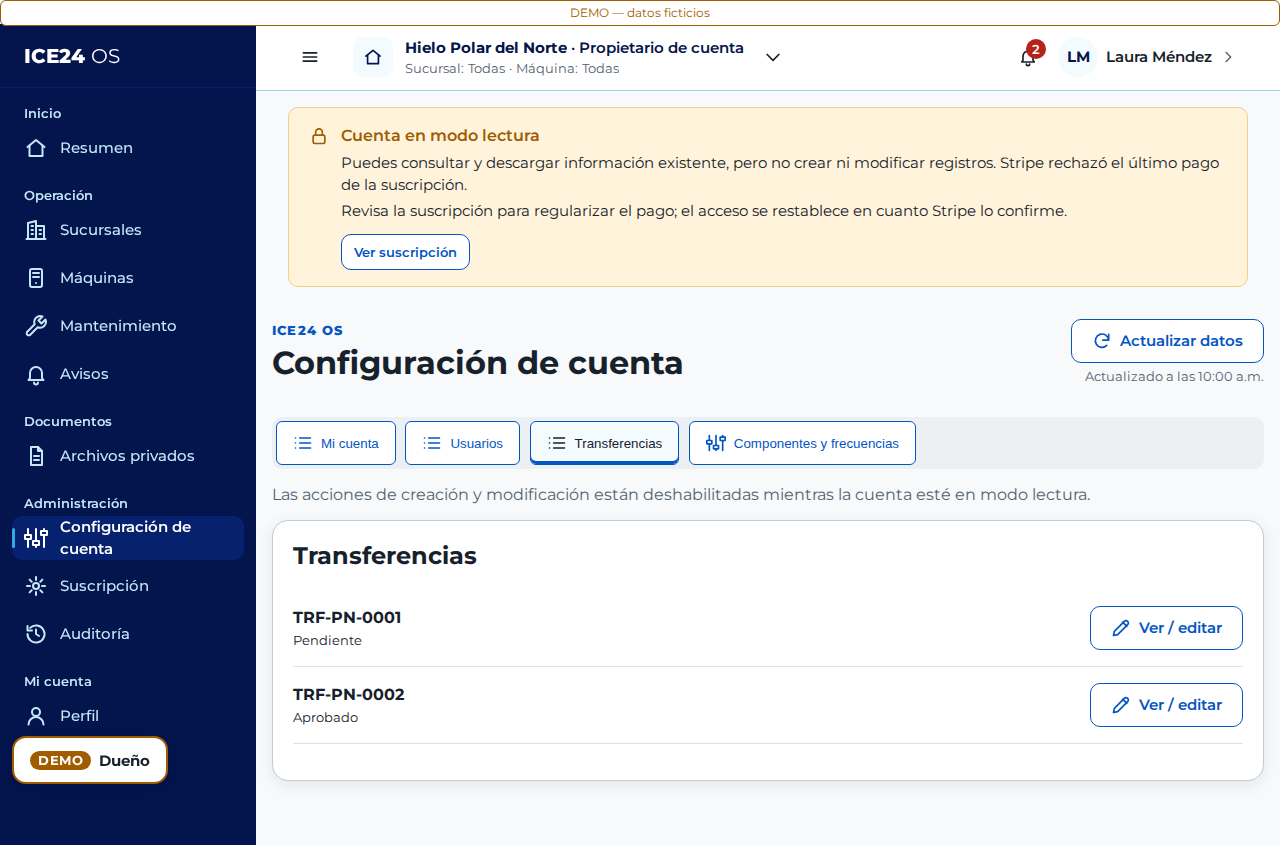 DEMO — datos ficticios
ICE24 OS
Inicio
Resumen
Operación
Sucursales
Máquinas
Mantenimiento
Avisos
Documentos
Archivos privados
Administración
Configuración de
cuenta
Suscripción
Auditoría
Mi cuenta
Perfil
DEMO Dueño
Hielo Polar del Norte · Propietario de cuenta
Sucursal: Todas · Máquina: Todas
2
LM
Laura Méndez
Cuenta en modo lectura
Puedes consultar y descargar información existente, pero no crear ni modificar registros. Stripe rechazó el último pago
de la suscripción.
Revisa la suscripción para regularizar el pago; el acceso se restablece en cuanto Stripe lo confirme.
Ver suscripción
ICE24 OS
Configuración de cuenta
Actualizar datos
Actualizado a las 10:00 a.m.
Mi cuenta
Usuarios
Transferencias
Componentes y frecuencias
Las acciones de creación y modificación están deshabilitadas mientras la cuenta esté en modo lectura.
Transferencias
TRF-PN-0001
Pendiente
Ver / editar
TRF-PN-0002
Aprobado
Ver / editar